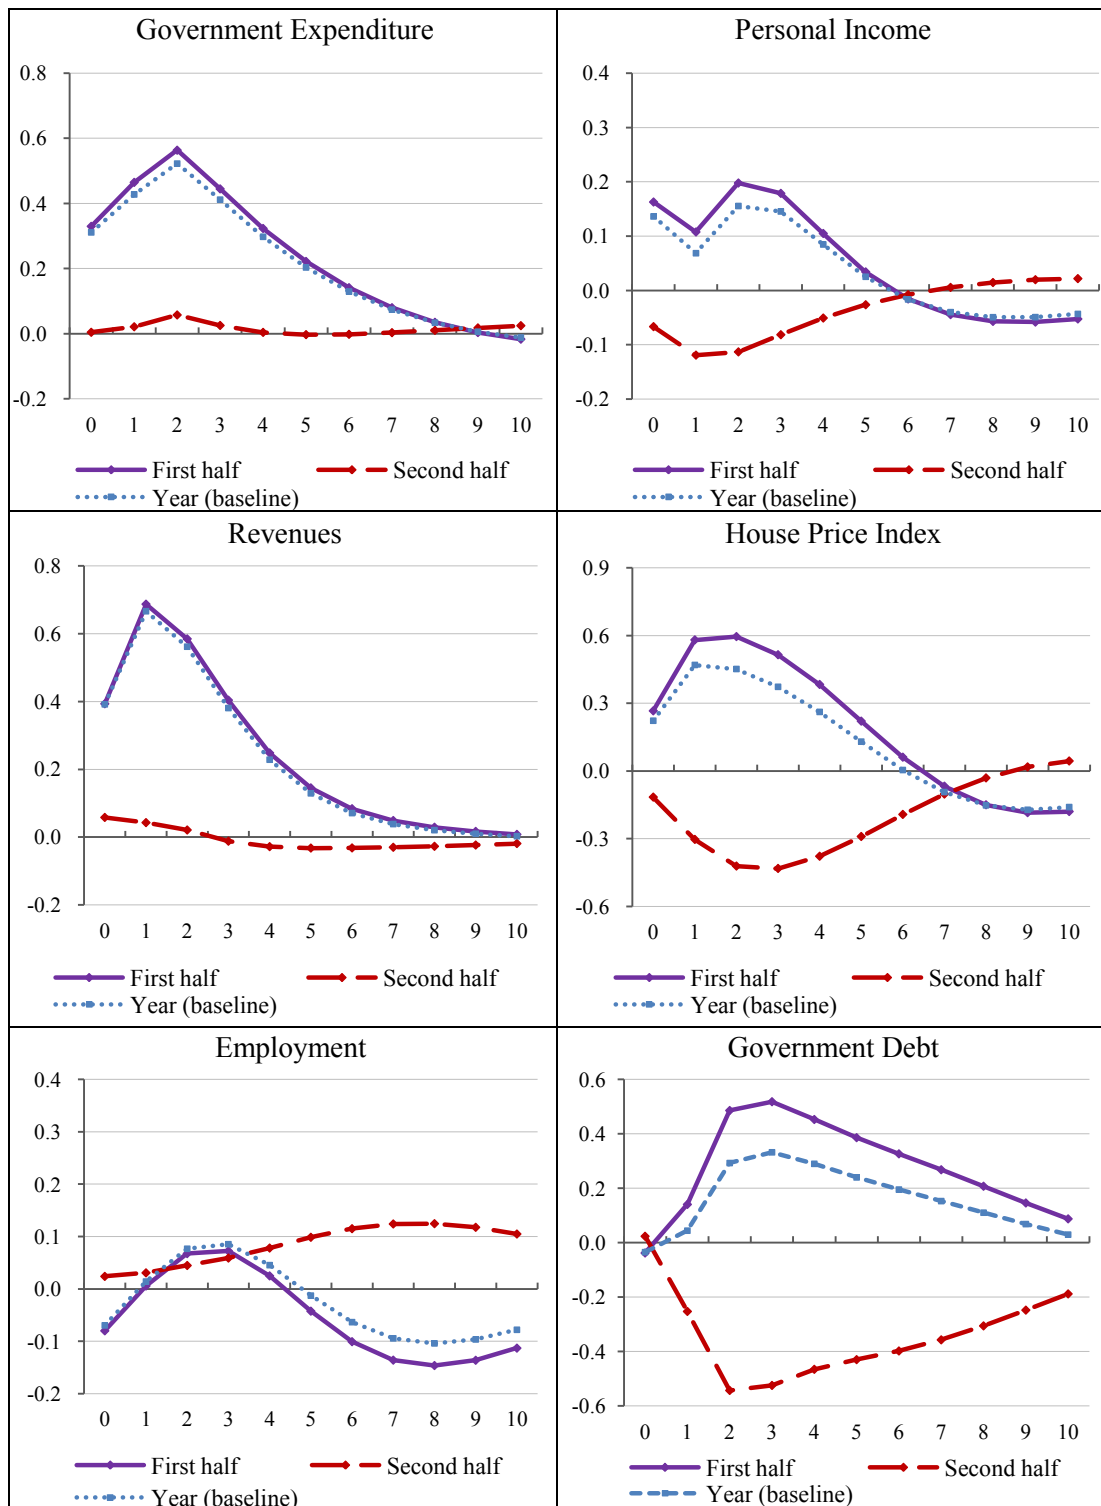 Government Expenditure
0.8
0.6
0.4
0.2
0.0
-0.2
0 1 2 3 4 5 6 7 8 9 10
First half Second half
Year (baseline)
Personal Income
0.4
0.3
0.2
0.1
0.0
-0.1
-0.2
0 1 2 3 4 5 6 7 8 9 10
First half Second half
Year (baseline)
Revenues
0.8
0.6
0.4
0.2
0.0
-0.2
0 1 2 3 4 5 6 7 8 9 10
First half Second half
Year (baseline)
House Price Index
0.9
0.6
0.3
0.0
-0.3
-0.6
0 1 2 3 4 5 6 7 8 9 10
First half Second half
Year (baseline)
Employment
0.4
0.3
0.2
0.1
0.0
-0.1
-0.2
0 1 2 3 4 5 6 7 8 9 10
First half Second half
Year (baseline)
Government Debt
0.6
0.4
0.2
0.0
-0.2
-0.4
-0.6
0 1 2 3 4 5 6 7 8 9 10
First half Second half
Year (baseline)